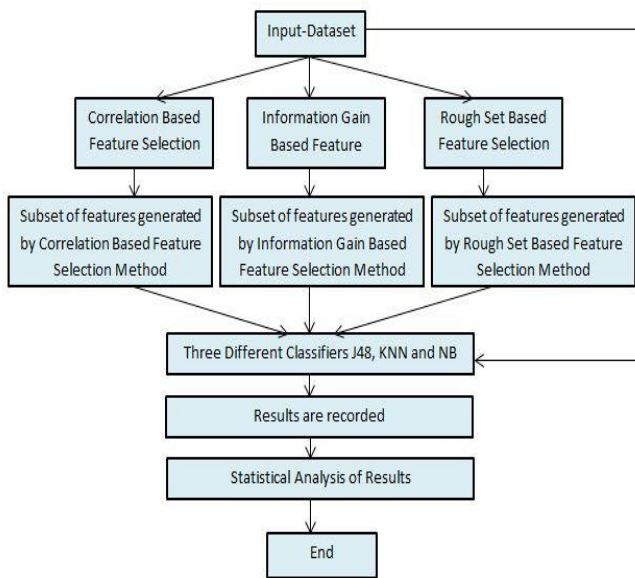 Input-Dataset
Correlation Based
Feature Selection
Information Gain
Based Feature
Rough Set Based
Feature Selection
Subset of features generated
by Correlation Based Feature
Selection Method
Subset of features generated
by Information Gain Based
Feature Selection Method
Subset of features generated
by Rough Set Based Feature
Selection Method
Three Different Classifiers J48, KNN and NB
Results are recorded
Statistical Analysis of Results
End